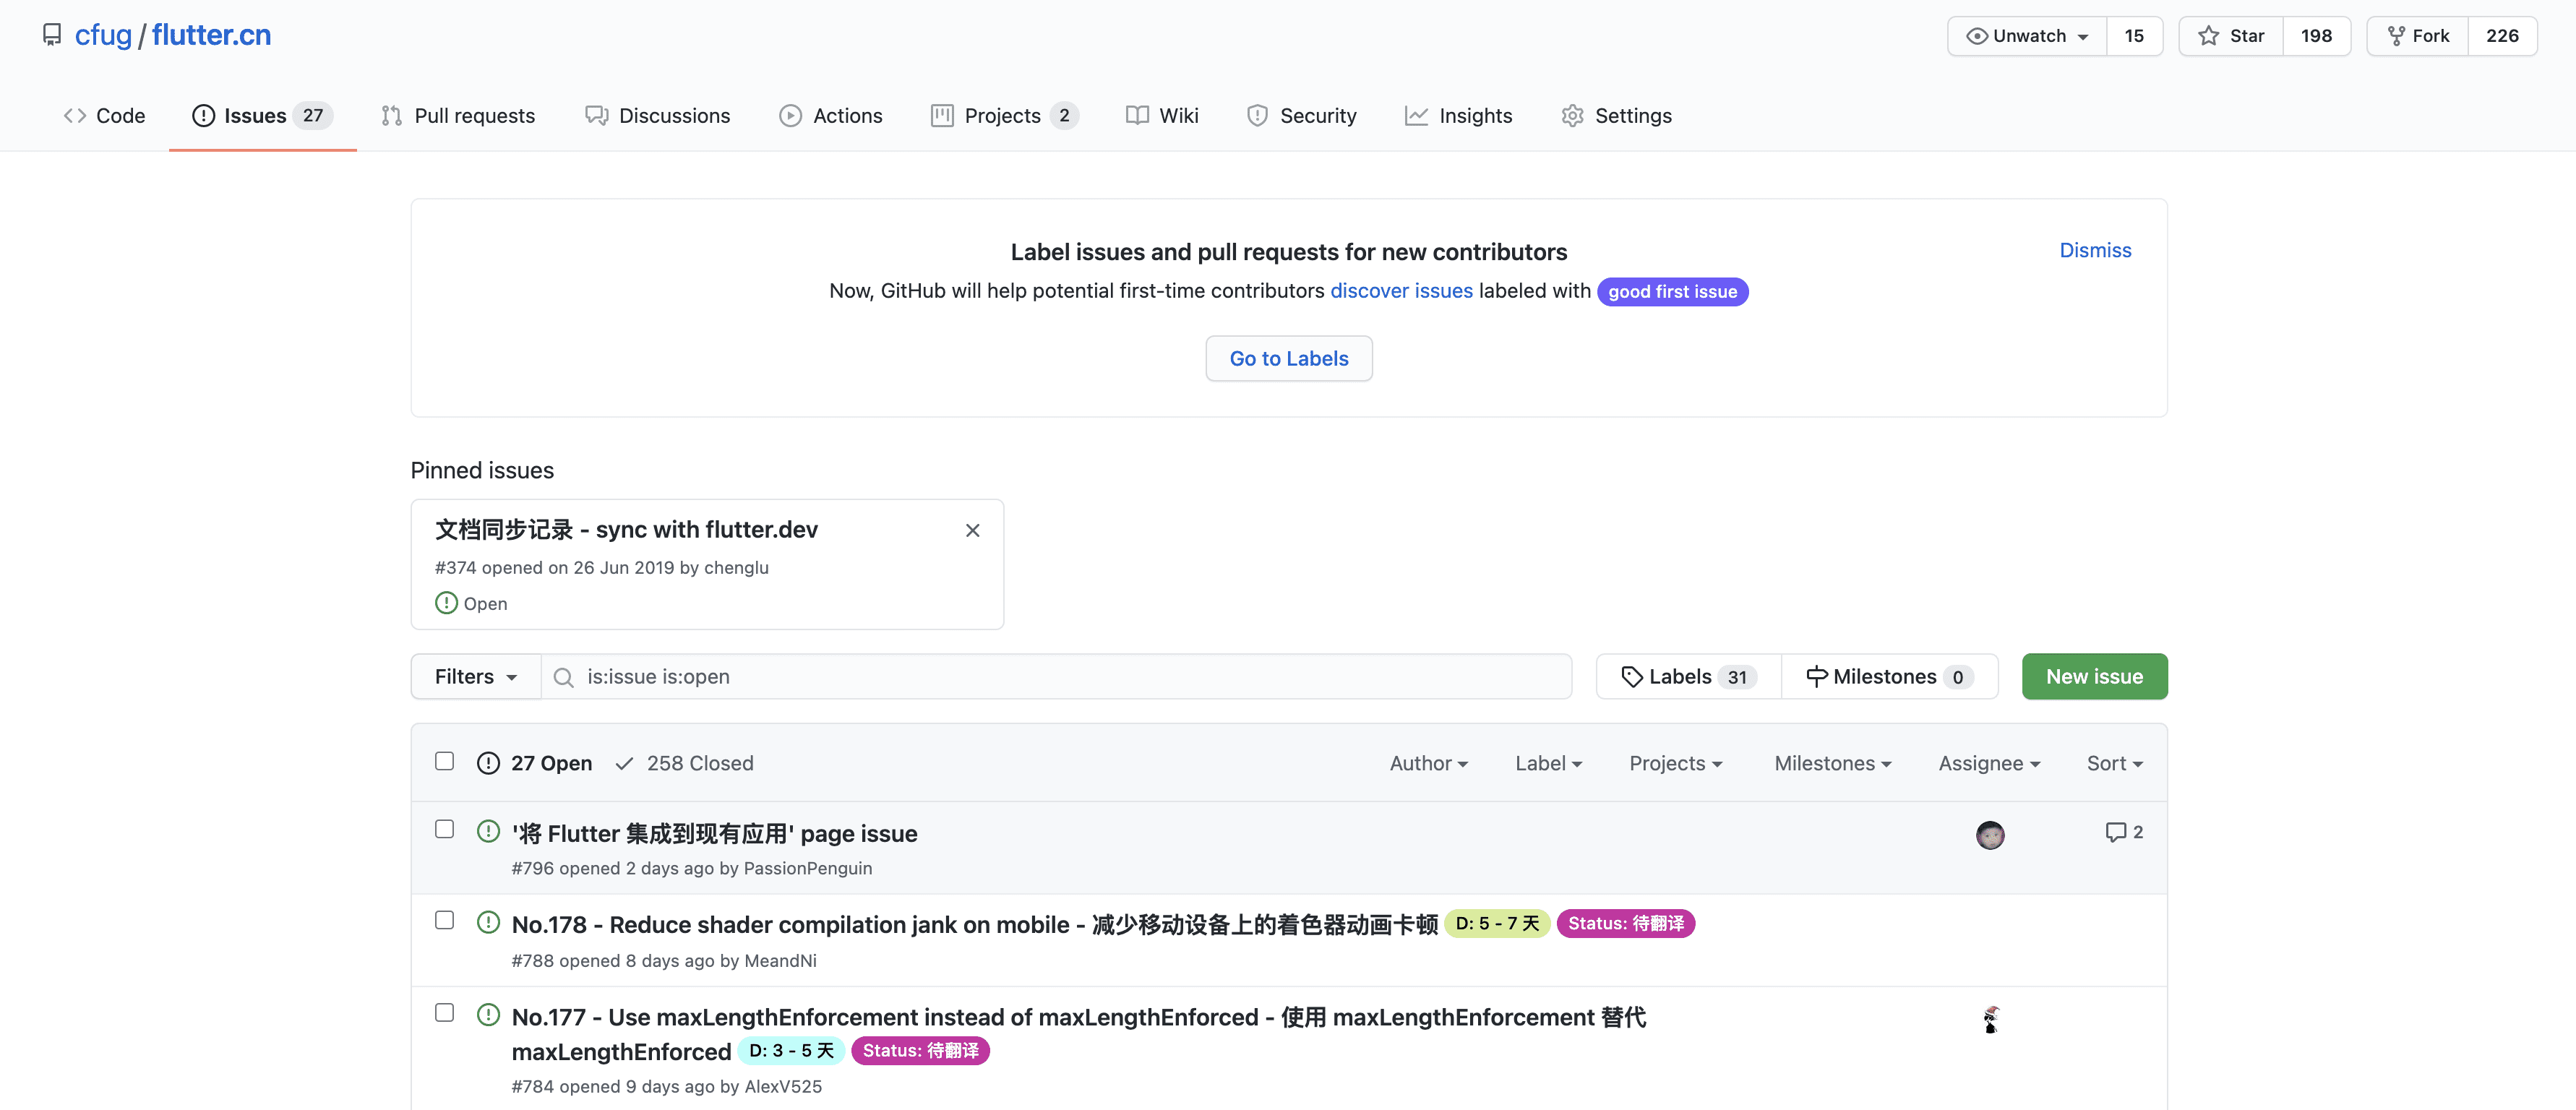 cfug / flutter.cn
Unwatch 15 Star 198 Fork 226
Code Issues 27 Pull requests Discussions Actions Projects 2 Wiki Security Insights Settings
Label issues and pull requests for new contributors
Dismiss
Now, GitHub will help potential first-time contributors discover issues labeled with good first issue
Go to Labels
Pinned issues
文档同步记录 - sync with flutter.dev
#374 opened on 26 Jun 2019 by chenglu
Open
Filters is:issue is:open Labels 31 Milestones 0 New issue
27 Open 258 Closed Author Label Projects Milestones Assignee Sort
'将 Flutter 集成到现有应用' page issue 2
#796 opened 2 days ago by PassionPenguin
No.178 - Reduce shader compilation jank on mobile - 减少移动设备上的着色器动画卡顿 D: 5 - 7 天 Status: 待翻译
#788 opened 8 days ago by MeandNi
No.177 - Use maxLengthEnforcement instead of maxLengthEnforced - 使用 maxLengthEnforcement 替代
maxLengthEnforced D: 3 - 5 天 Status: 待翻译
#784 opened 9 days ago by AlexV525